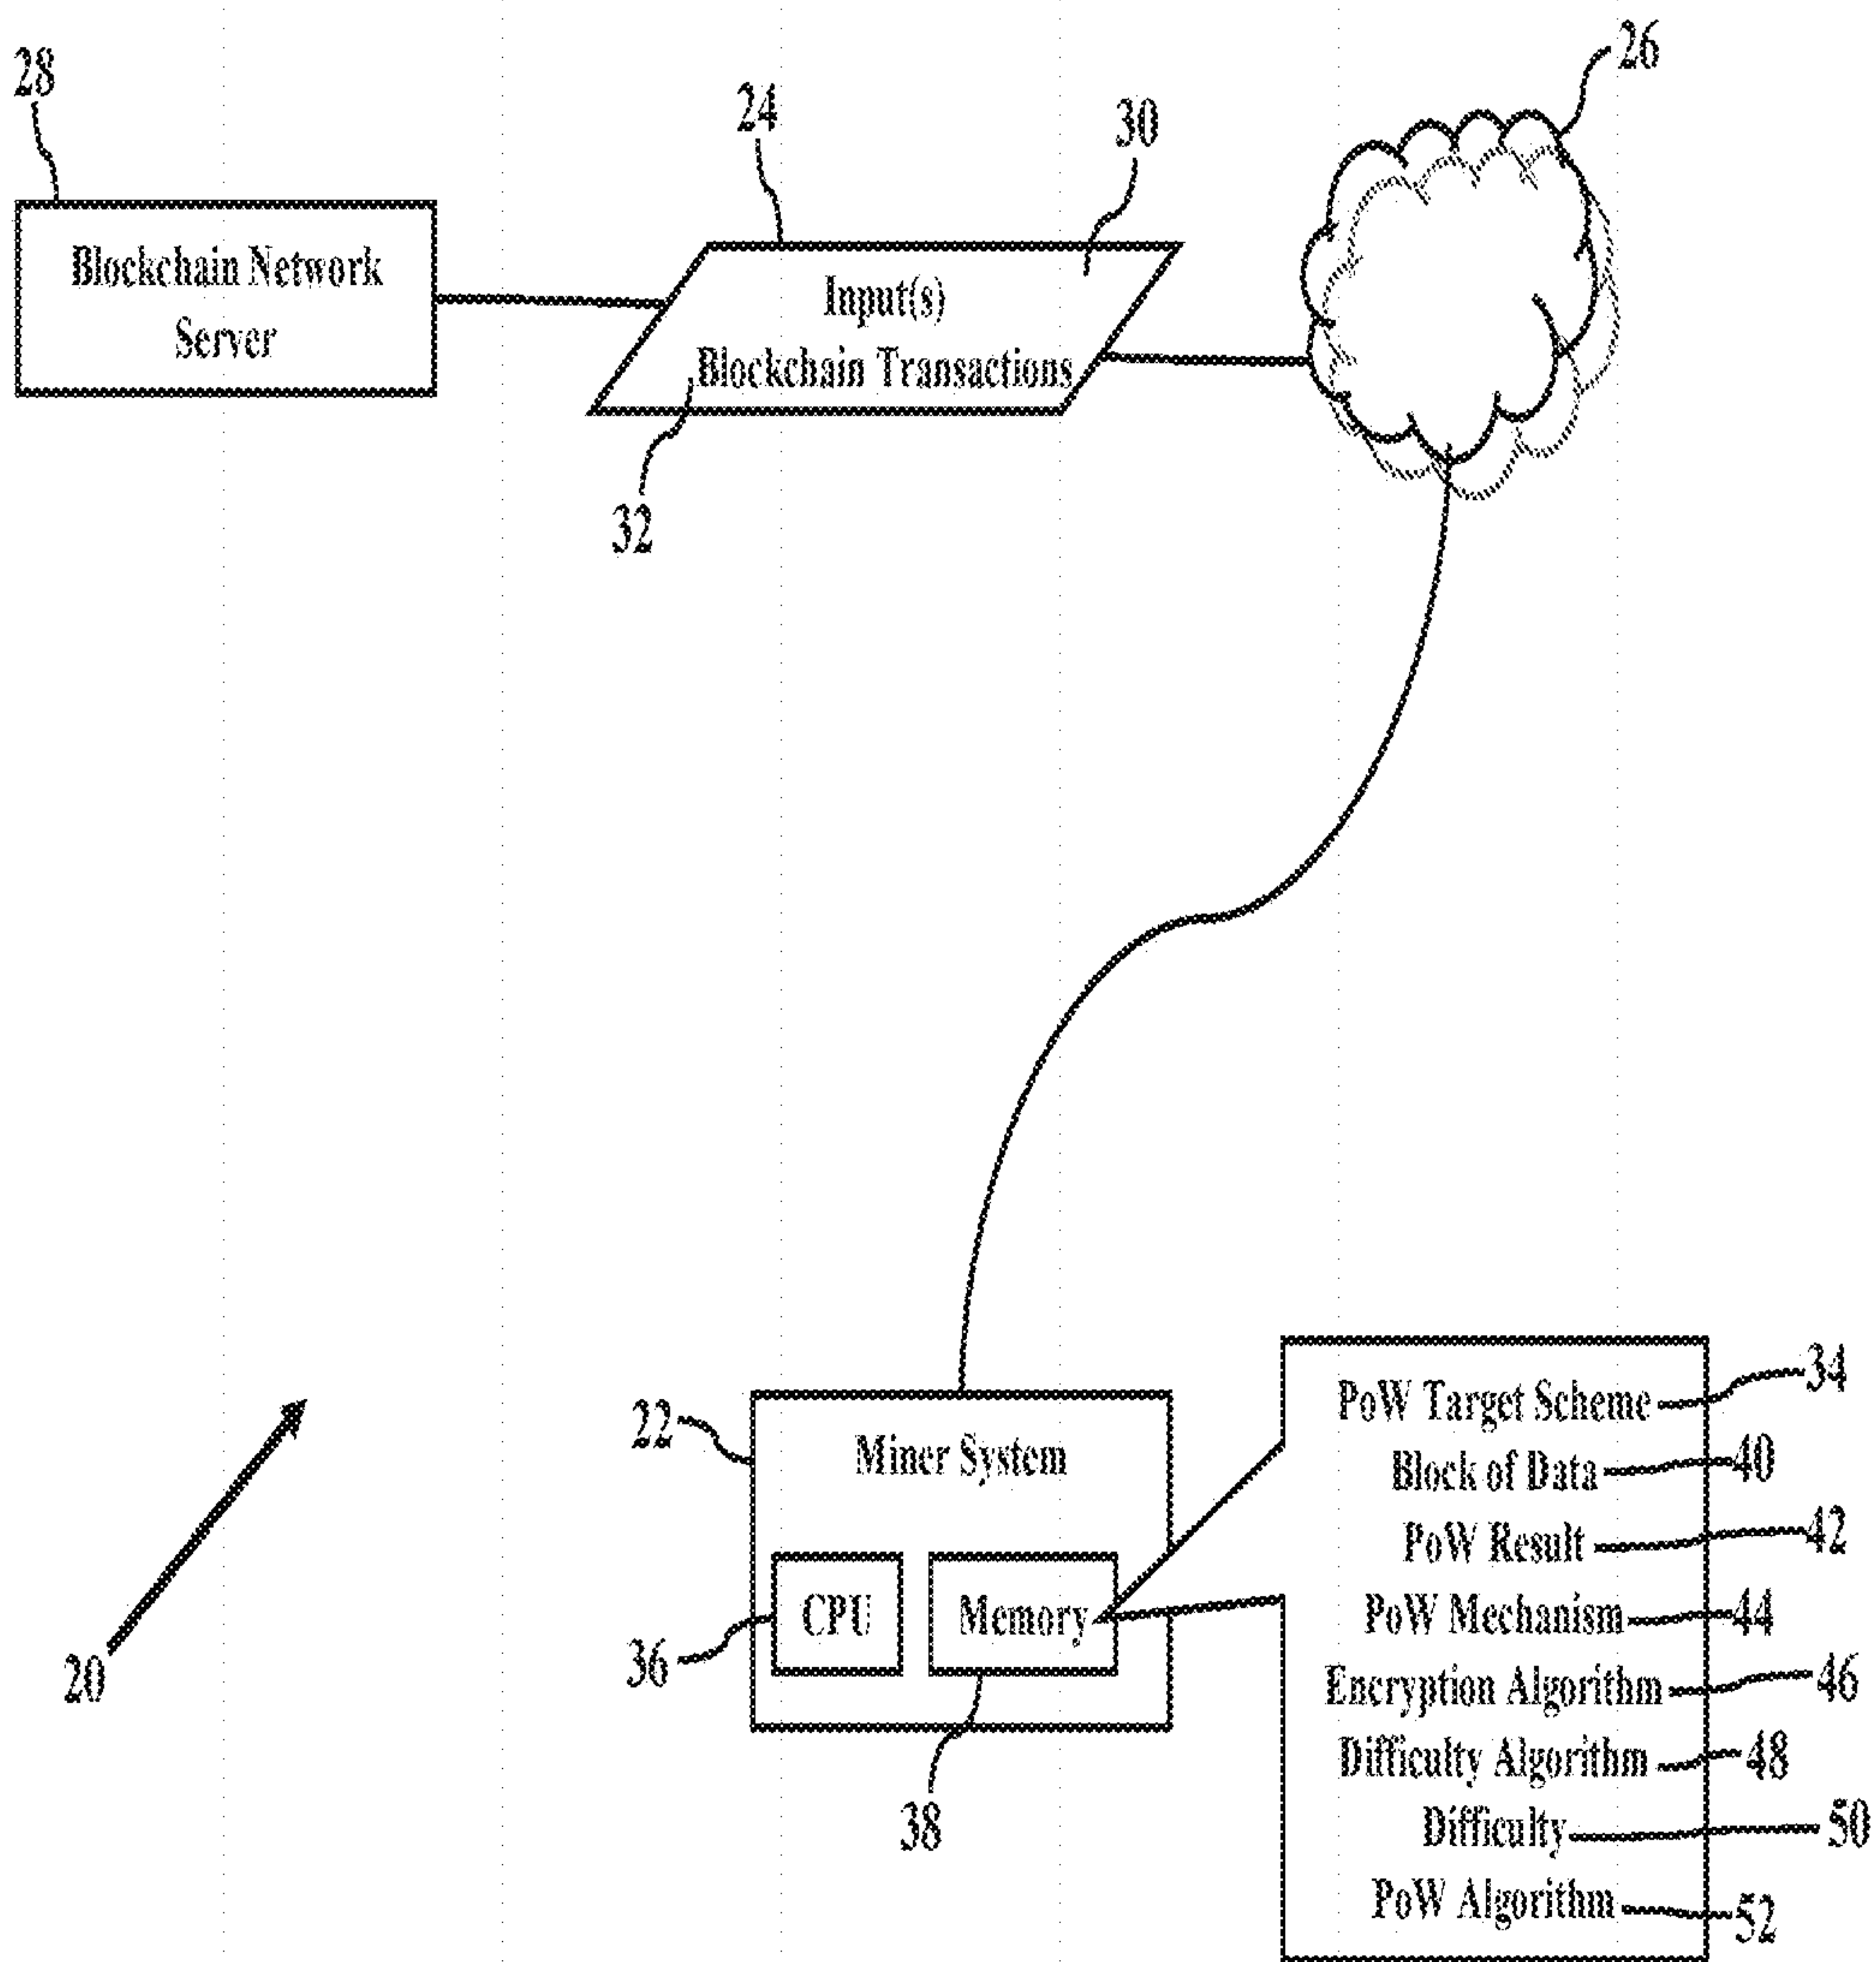 26
28
24
30
Blockchain Network
Server
Input(s)
Blockchain Transactions
32
22
Miner System
CPU
Memory
36
38
20
PoW Target Scheme
34
Block of Data
40
PoW Result
42
PoW Mechanism
44
Encryption Algorithm
46
Difficulty Algorithm
48
Difficulty
50
PoW Algorithm
52